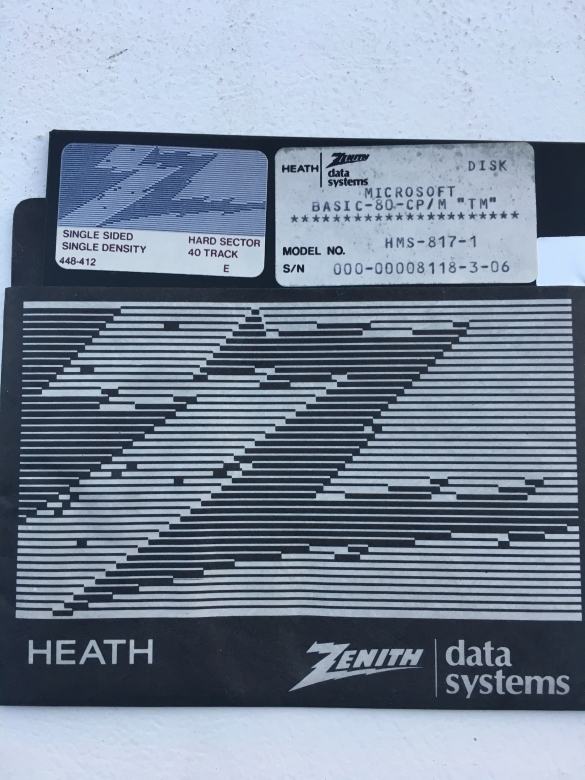 SINGLE SIDED
SINGLE DENSITY
448-412
HARD SECTOR
40 TRACK
E
HEATH ZENITH data systems DISK
MICROSOFT
BASIC-80-CP/M "TM"
**********************
MODEL NO. HMS-817-1
S/N 000-00008118-3-06
HEATH ZENITH data systems